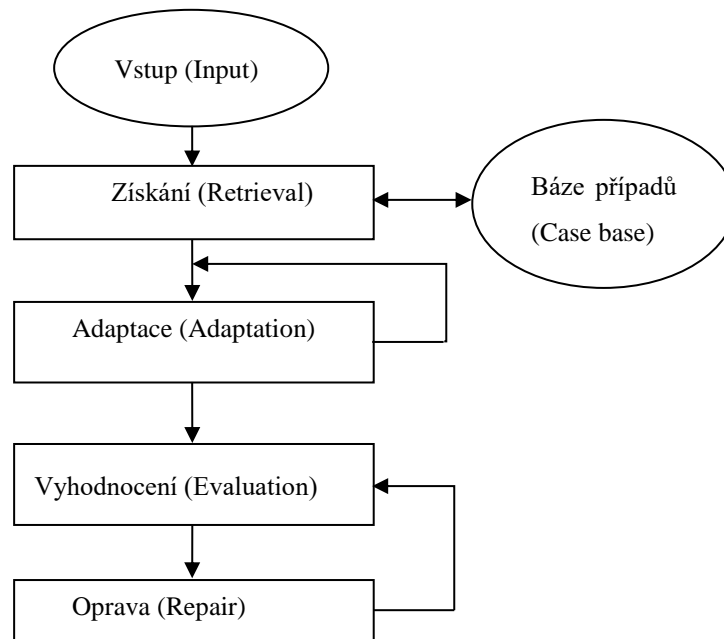 Vstup (Input)
Získání (Retrieval)
Báze případů
(Case base)
Adaptace (Adaptation)
Vyhodnocení (Evaluation)
Oprava (Repair)